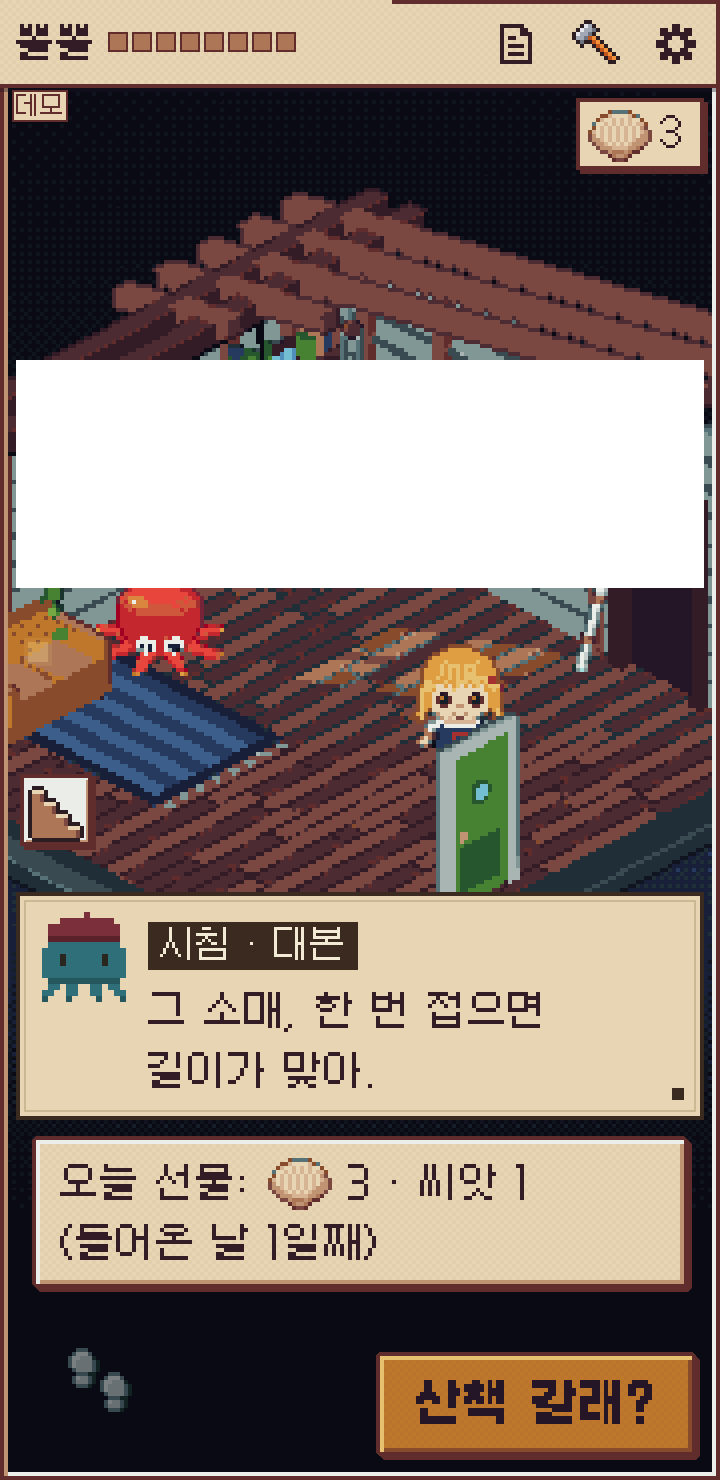 뽈뽈
데모
3
시침 · 대본
그 소매, 한 번 접으면
길이가 맞아.
오늘 선물: 3 · 씨앗 1
(들어온 날 1일째)
산책 갈래?